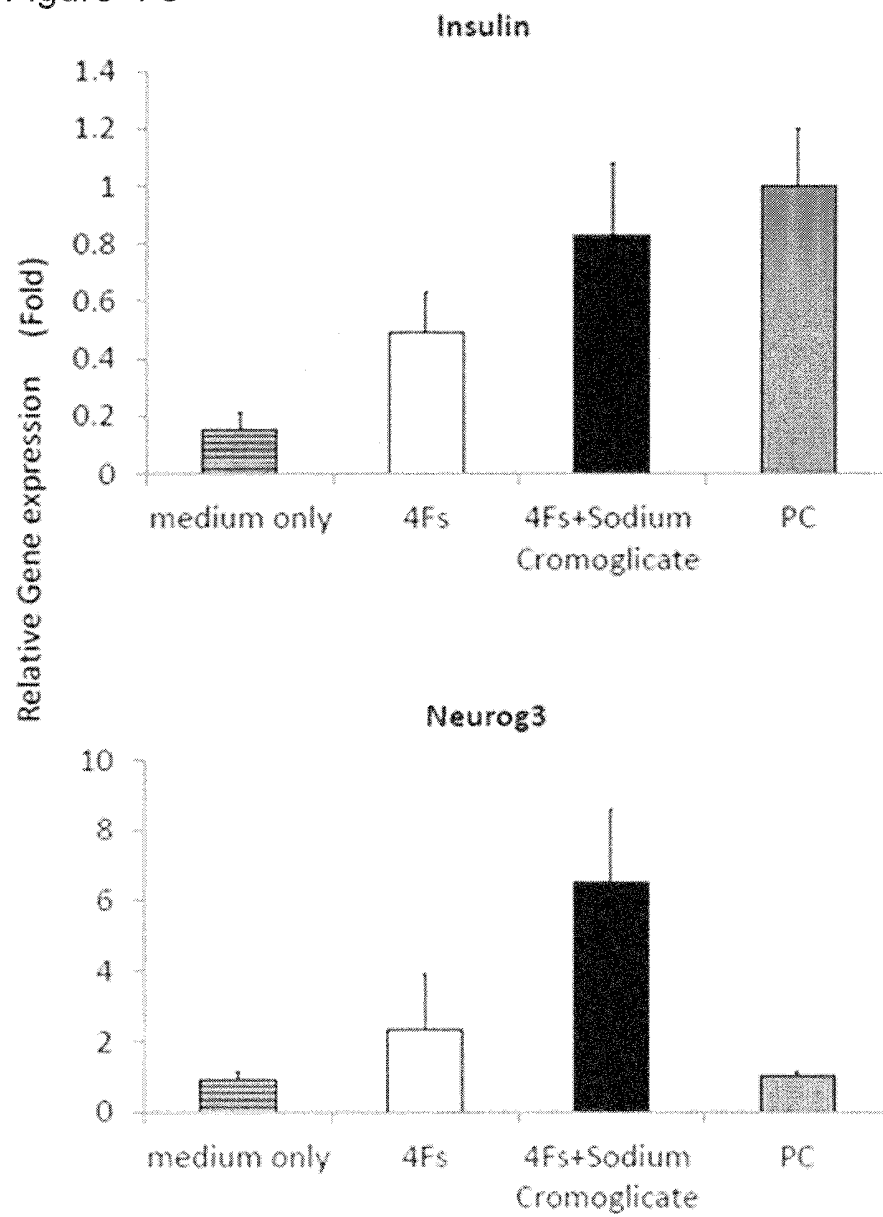 Insulin
1.4
1.2
1
0.8
0.6
0.4
0.2
0
medium only 4Fs 4Fs+Sodium PC
Cromoglicate
Relative Gene expression (Fold)
Neurog3
10
8
6
4
2
0
medium only 4Fs 4Fs+Sodium PC
Cromoglicate